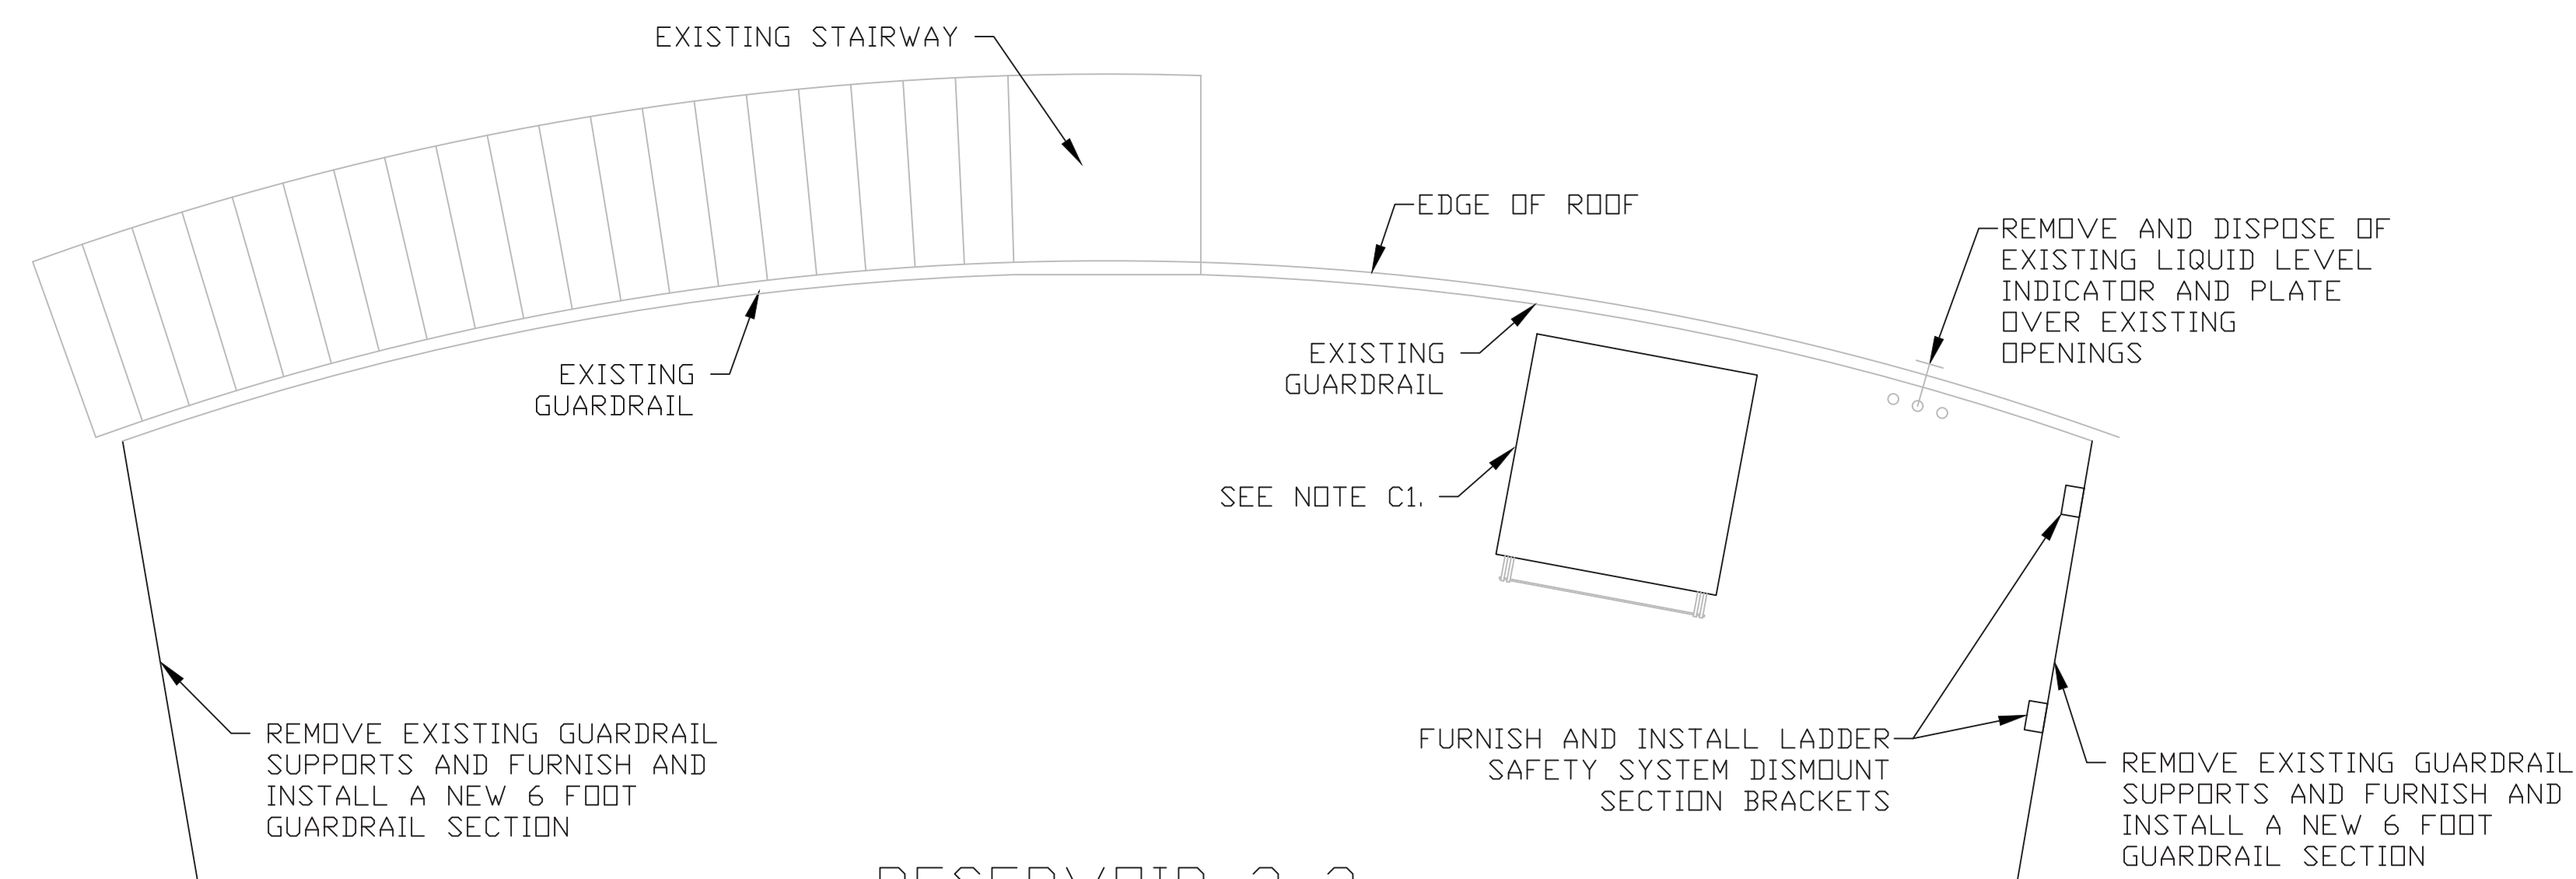 EXISTING STAIRWAY
EDGE OF ROOF
REMOVE AND DISPOSE OF
EXISTING LIQUID LEVEL
INDICATOR AND PLATE
OVER EXISTING
OPENINGS
EXISTING
GUARDRAIL
EXISTING
GUARDRAIL
SEE NOTE C1.
REMOVE EXISTING GUARDRAIL
SUPPORTS AND FURNISH AND
INSTALL A NEW 6 FOOT
GUARDRAIL SECTION
FURNISH AND INSTALL LADDER
SAFETY SYSTEM DISMOUNT
SECTION BRACKETS
REMOVE EXISTING GUARDRAIL
SUPPORTS AND FURNISH AND
INSTALL A NEW 6 FOOT
GUARDRAIL SECTION
RESERVOIR